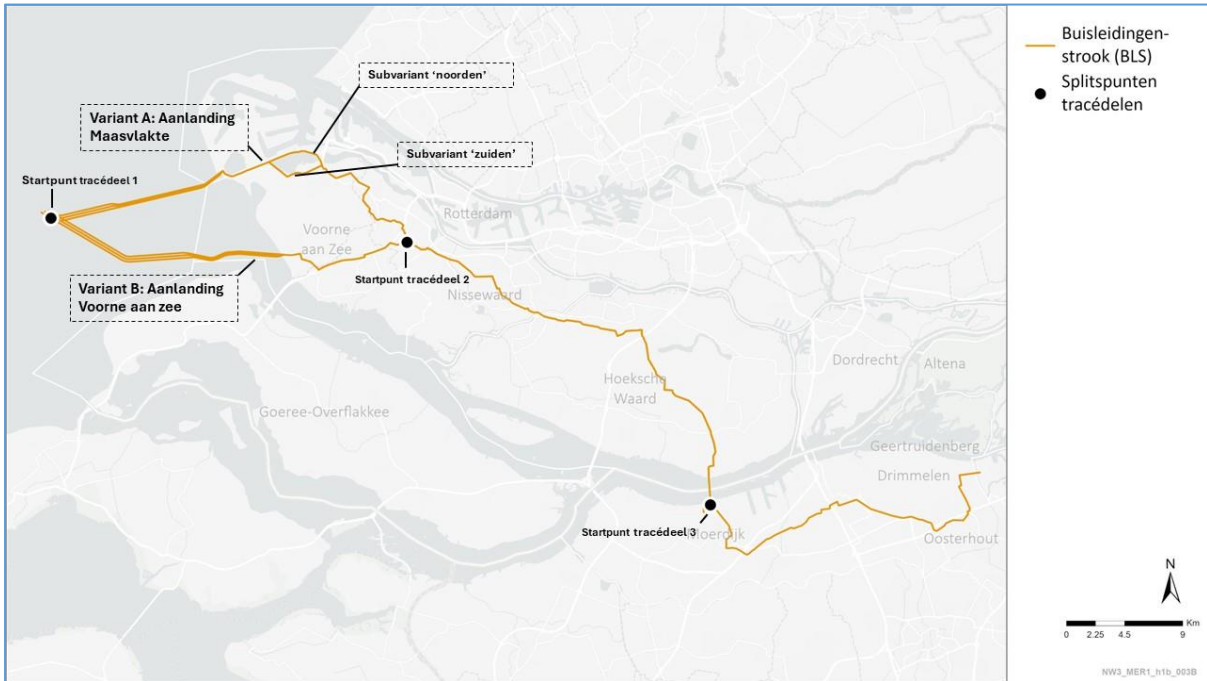 Subvariant ‘noorden’
Variant A: Aanlanding
Maasvlakte
Subvariant ‘zuiden’
Startpunt tracédeel 1
Rotterdam
Voorne
aan Zee
Startpunt tracédeel 2
Variant B: Aanlanding
Voorne aan zee
Nissewaard
Dordrecht
Altena
Hoeksche
Waard
Goeree-Overflakkee
Geertruidenberg
Drimmelen
Startpunt tracédeel 3
Moerdijk
Oosterhout
Buisleidingen-
strook (BLS)
Splitspunten
tracédelen
N
Km
0 2.25 4.5 9
NW3_MER1_h1b_003B